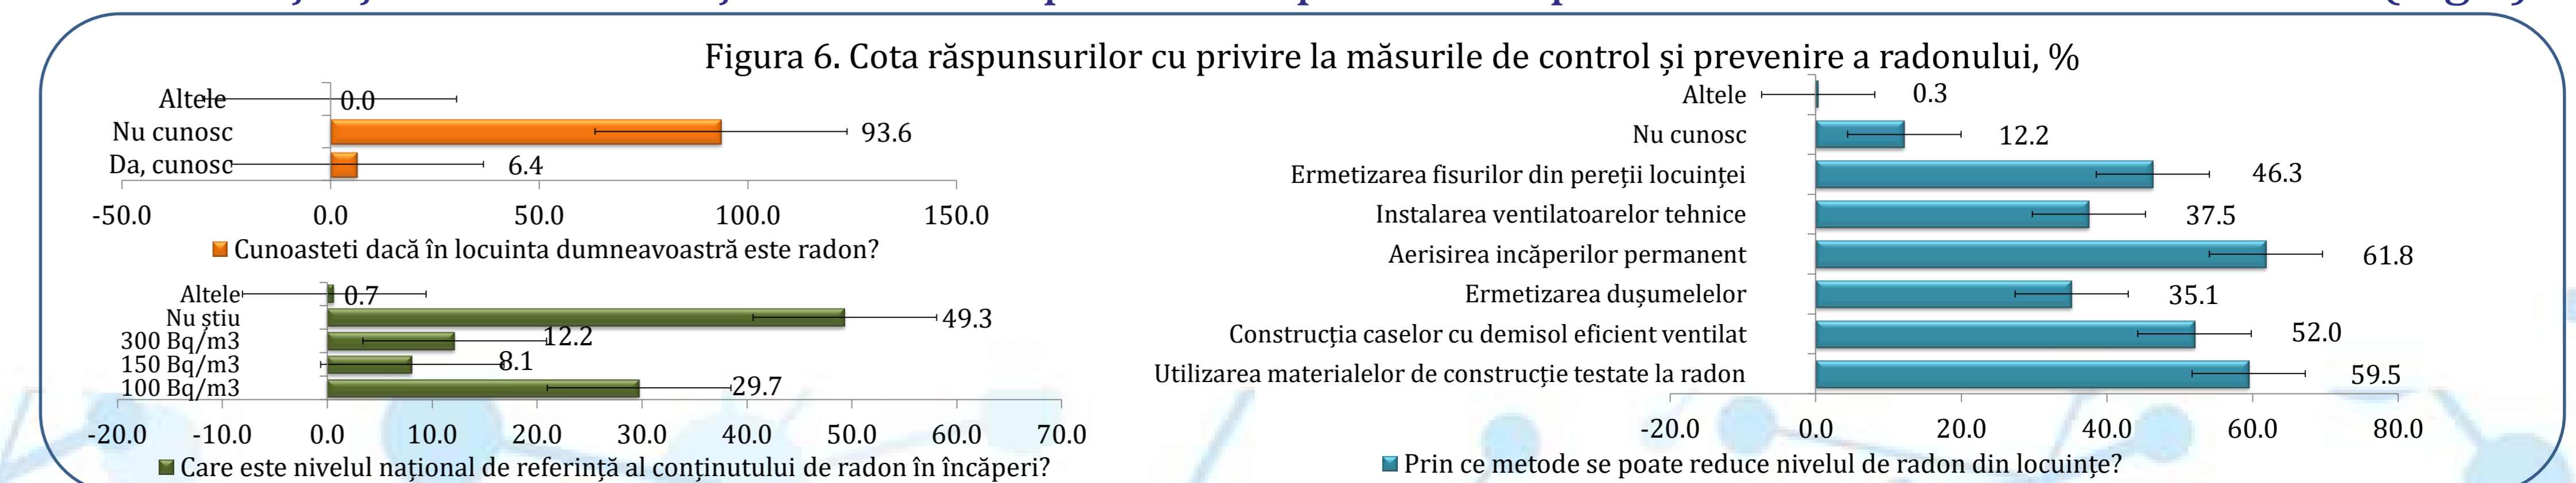 Figura 6. Cota răspunsurilor cu privire la măsurile de control și prevenire a radonului, %
Altele 0.0
Nu cunosc 93.6
Da, cunosc 6.4
-50.0 0.0 50.0 100.0 150.0
Cunoasteti dacă în locuinta dumneavoastră este radon?
Altele 0.7
Nu știu 49.3
300 Bq/m3 12.2
150 Bq/m3 8.1
100 Bq/m3 29.7
-20.0 -10.0 0.0 10.0 20.0 30.0 40.0 50.0 60.0 70.0
Care este nivelul național de referință al conținutului de radon în încăperi?
Altele 0.3
Nu cunosc 12.2
Ermetizarea fisurilor din pereții locuinței 46.3
Instalarea ventilatoarelor tehnice 37.5
Aerisirea incăperilor permanent 61.8
Ermetizarea dușumelelor 35.1
Construcția caselor cu demisol eficient ventilat 52.0
Utilizarea materialelor de construcție testate la radon 59.5
-20.0 0.0 20.0 40.0 60.0 80.0
Prin ce metode se poate reduce nivelul de radon din locuințe?